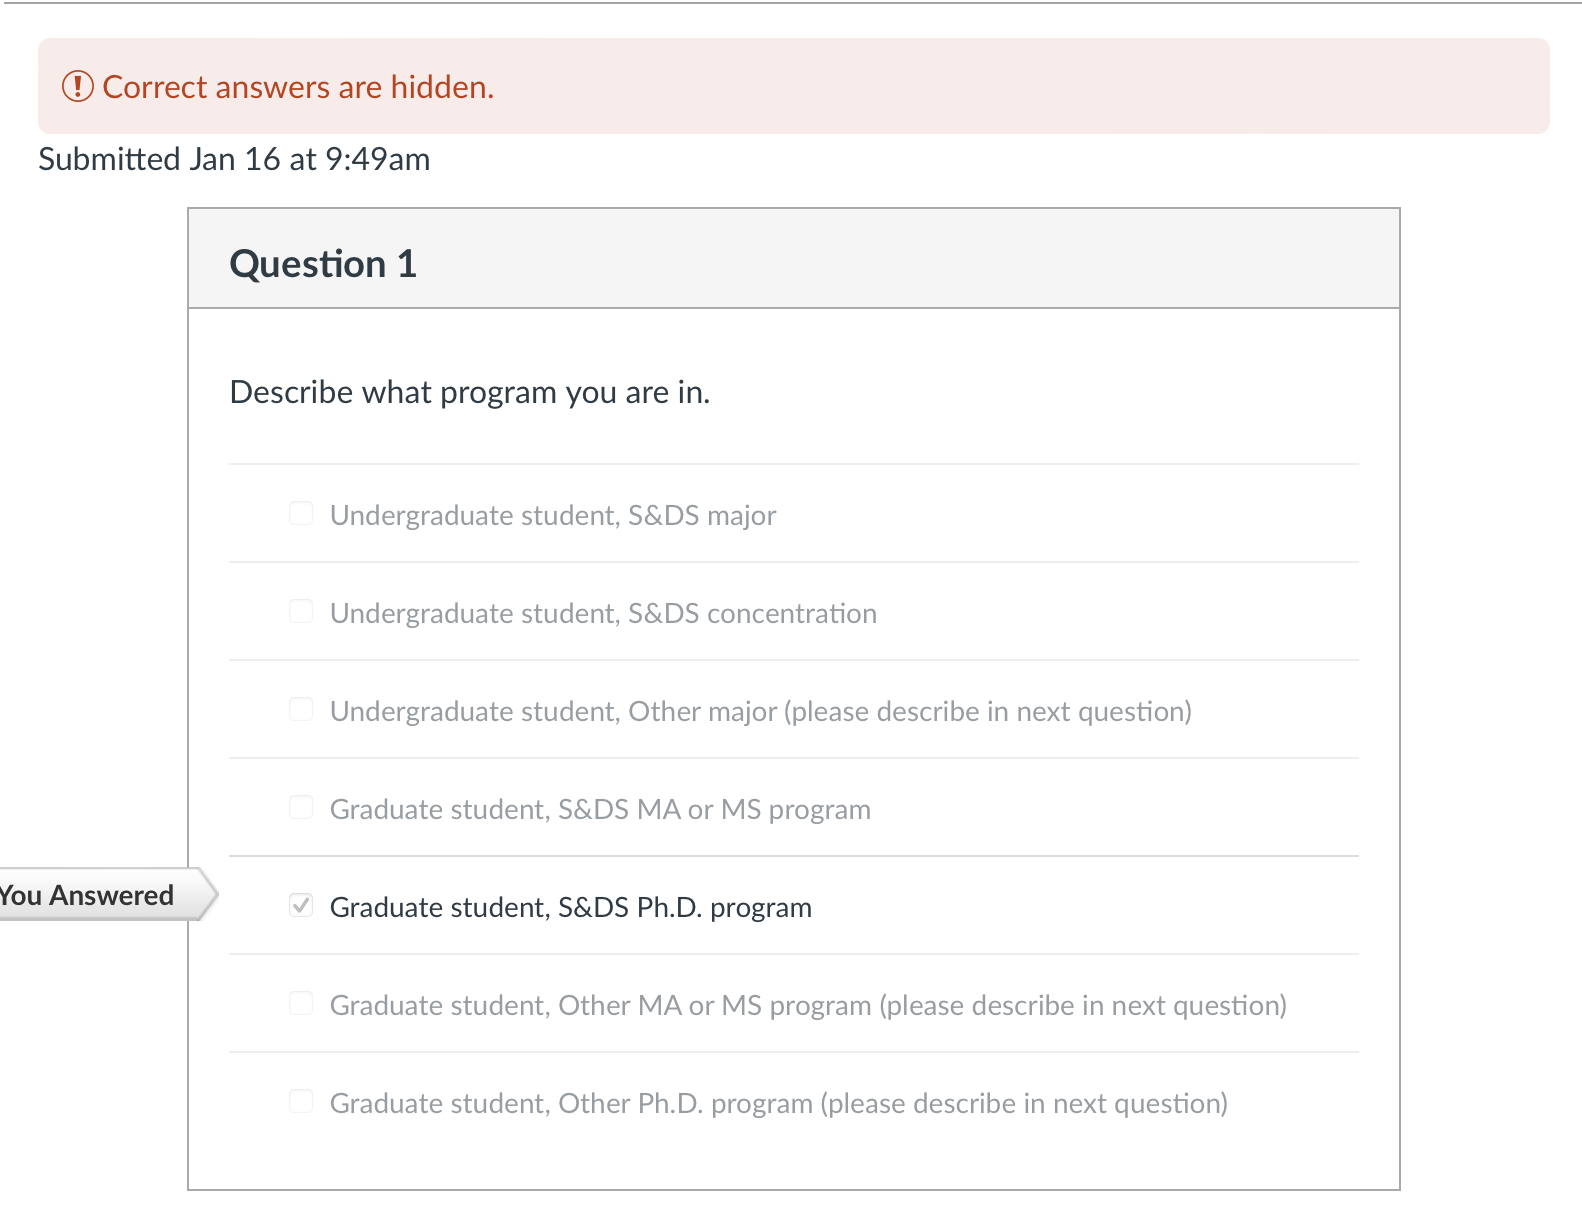 Correct answers are hidden.
Submitted Jan 16 at 9:49am
Question 1
Describe what program you are in.
Undergraduate student, S&DS major
Undergraduate student, S&DS concentration
Undergraduate student, Other major (please describe in next question)
Graduate student, S&DS MA or MS program
You Answered
Graduate student, S&DS Ph.D. program
Graduate student, Other MA or MS program (please describe in next question)
Graduate student, Other Ph.D. program (please describe in next question)